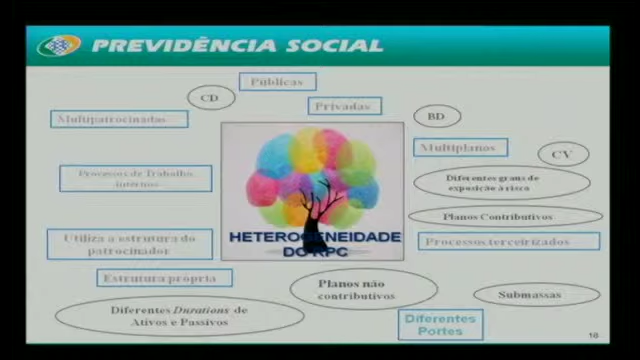 PREVIDÊNCIA SOCIAL
Públicas
CD
Privadas
Multipatrocinadas
BD
Multiplanos
CV
Processos de Trabalho
internos
Diferentes graus de
exposição à risco
Planos Contributivos
HETEROGENEIDADE
DO RPC
Utiliza a estrutura do
patrocinador
Processos terceirizados
Estrutura própria
Planos não
contributivos
Submassas
Diferentes Durations de
Ativos e Passivos
Diferentes
Portes
16